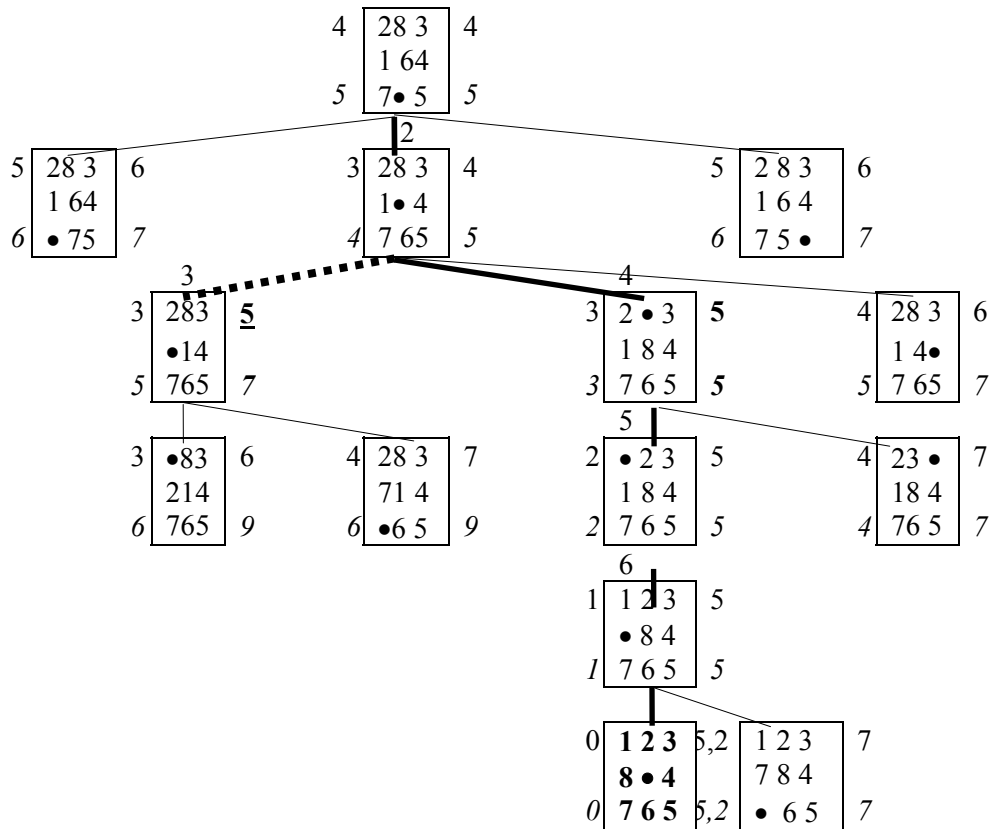 4 28 3 4
1 64
5 7● 5 5
2
5 28 3 6 3 28 3 4 5 2 8 3 6
1 64 1● 4 1 6 4
6 ● 75 7 4 7 65 5 6 7 5 ● 7
3 4
3 283 5 3 2 ● 3 5 4 28 3 6
●14 1 8 4 1 4●
5 765 7 3 7 6 5 5 5 7 65 7
5
3 ●83 6 4 28 3 7 2 ● 2 3 5 4 23 ● 7
214 71 4 1 8 4 18 4
6 765 9 6 ●6 5 9 2 7 6 5 5 4 76 5 7
6
1 1 2 3 5
● 8 4
1 7 6 5 5
0 1 2 3 5,2 1 2 3 7
8 ● 4 7 8 4
0 7 6 5 5,2 ● 6 5 7